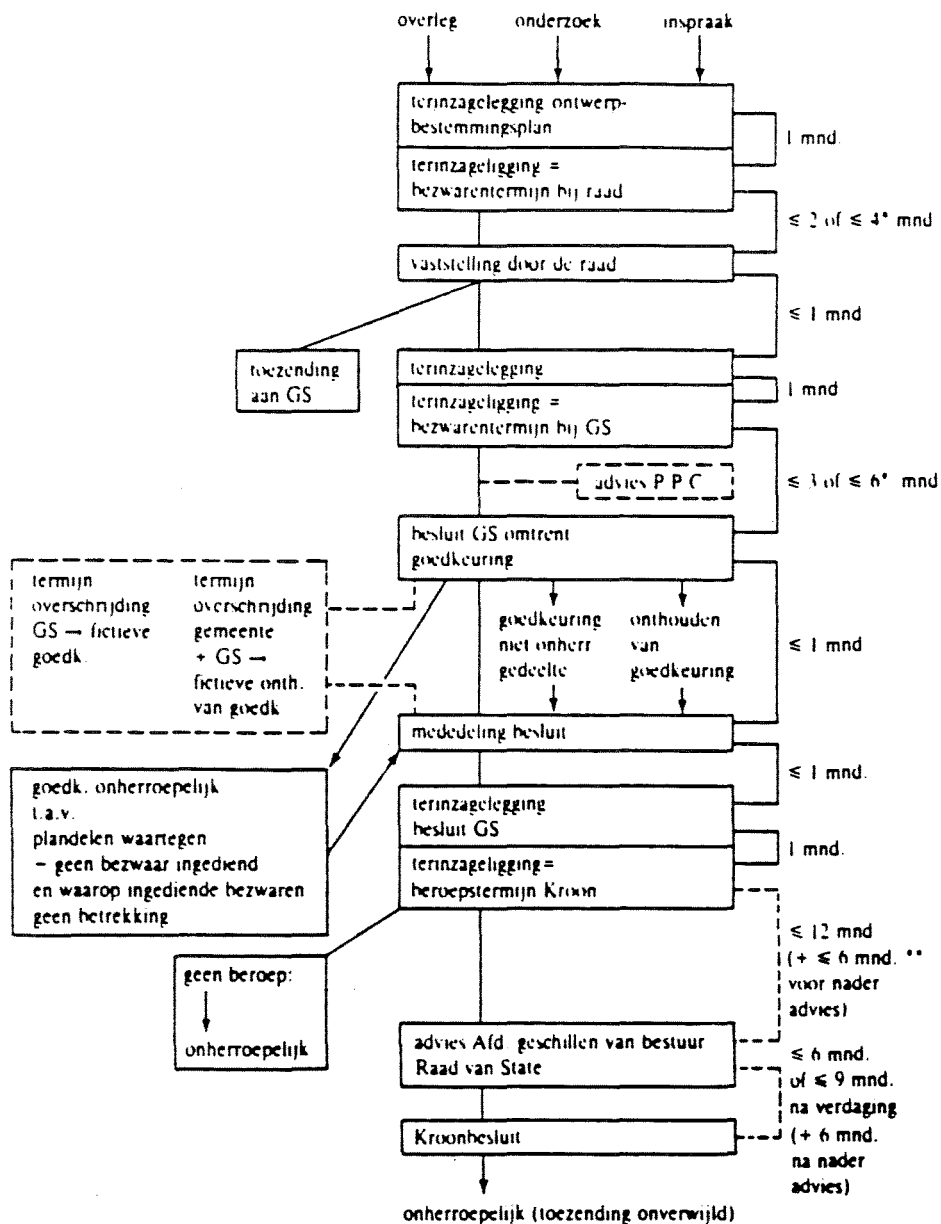 overleg onderzoek inspraak
terinzagelegging ontwerp-
bestemmingsplan
1 mnd.
terinzageligging =
bezwarentermijn bij raad
≤ 2 of ≤ 4* mnd
vaststelling door de raad
≤ 1 mnd
toezending
aan GS
terinzagelegging
1 mnd
terinzageligging =
bezwarentermijn bij GS
advies P.P.C
≤ 3 of ≤ 6* mnd
besluit GS omtrent
goedkeuring
termijn
overschrijding
GS → fictieve
goedk.
termijn
overschrijding
gemeente
+ GS →
fictieve onth.
van goedk
goedkeuring
niet onherr
gedeelte
onthouden
van
goedkeuring
≤ 1 mnd
mededeling besluit
≤ 1 mnd.
goedk. onherroepelijk
t.a.v.
plandelen waartegen
– geen bezwaar ingediend
en waarop ingediende bezwaren
geen betrekking
terinzagelegging
besluit GS
1 mnd.
terinzageligging =
beroepstermijn Kroon
≤ 12 mnd
(+ ≤ 6 mnd. **
voor nader
advies)
geen beroep:
onherroepelijk
advies Afd. geschillen van bestuur
Raad van State
≤ 6 mnd.
of ≤ 9 mnd.
na verdaging
(+ 6 mnd.
na nader
advies)
Kroonbesluit
onherroepelijk (toezending onverwijld)